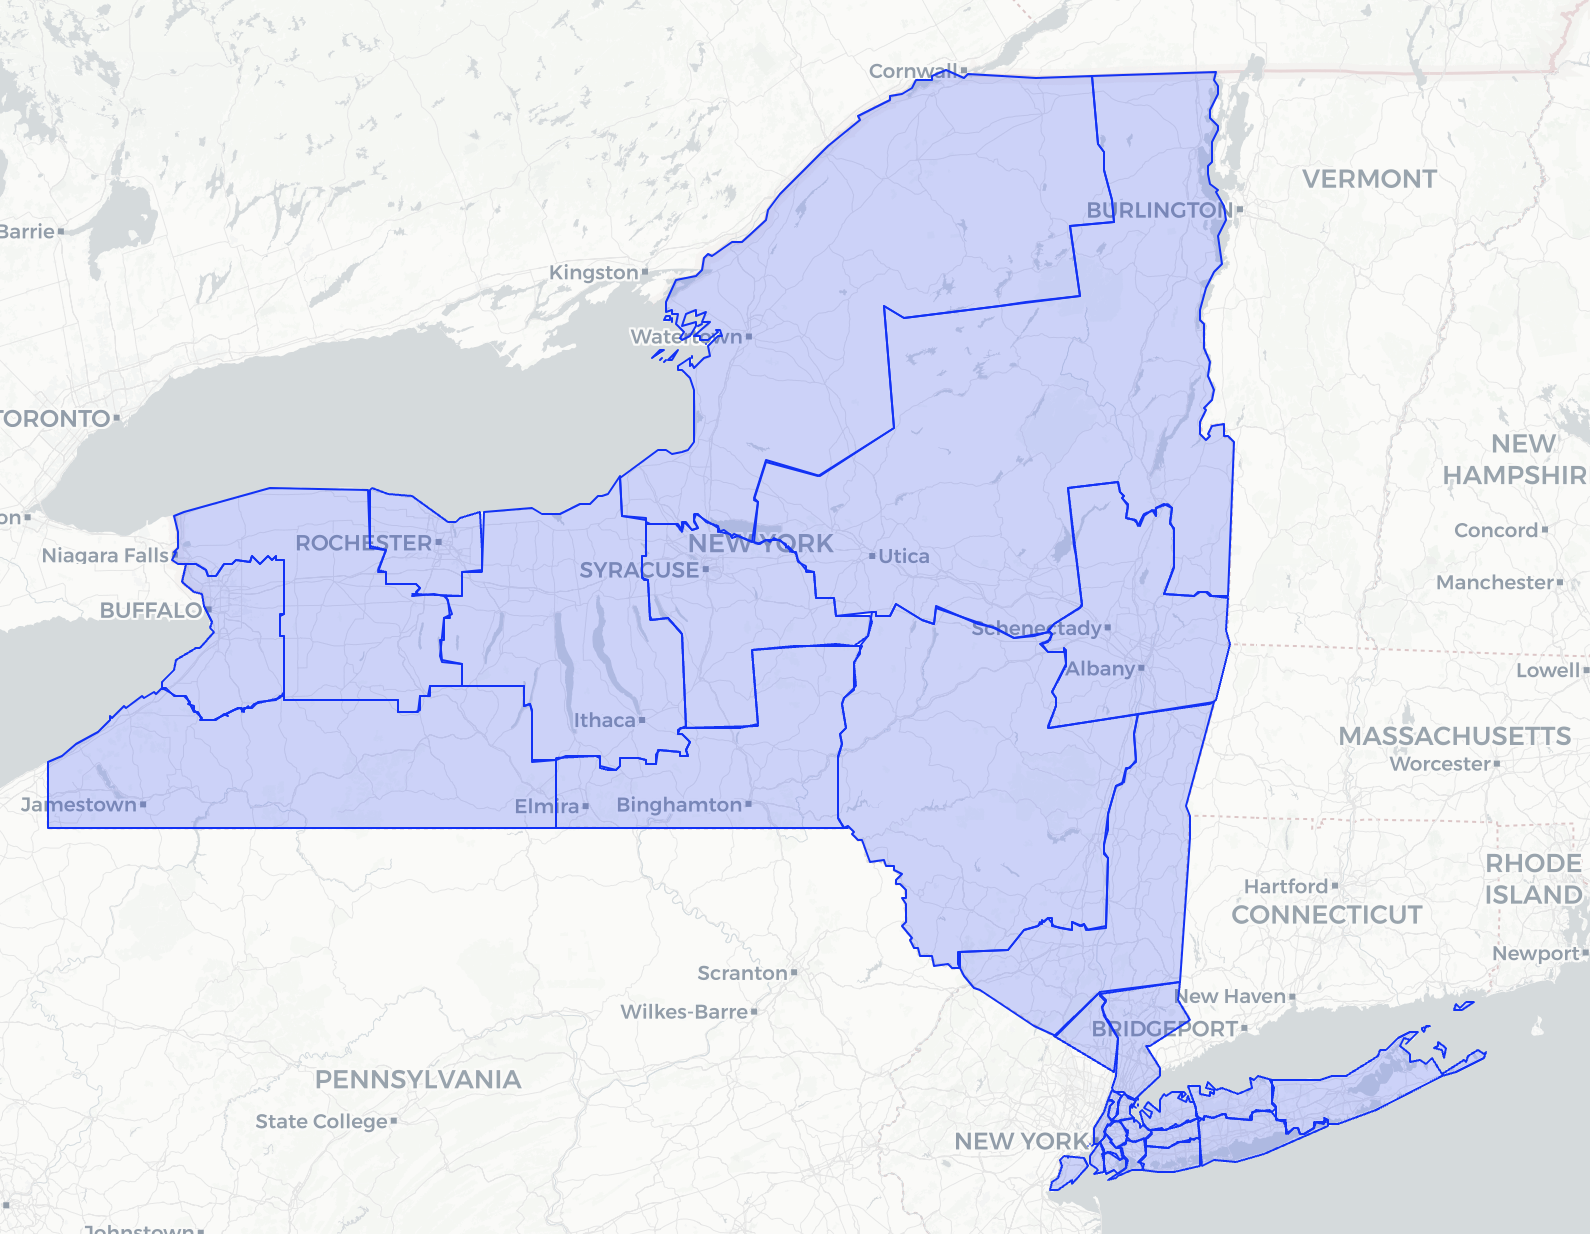 Cornwall
VERMONT
BURLINGTON
Barrie
Kingston
Watertown
TORONTO
NEW
HAMPSHIR
on
Concord
NEW YORK
ROCHESTER
Niagara Falls
Utica
SYRACUSE
Manchester
BUFFALO
Schenectady
Albany
Lowell
Ithaca
MASSACHUSETTS
Worcester
Jamestown
Elmira
Binghamton
RHODE
ISLAND
Hartford
CONNECTICUT
Newport
Scranton
New Haven
Wilkes-Barre
BRIDGEPORT
PENNSYLVANIA
State College
NEW YORK
Johnstown